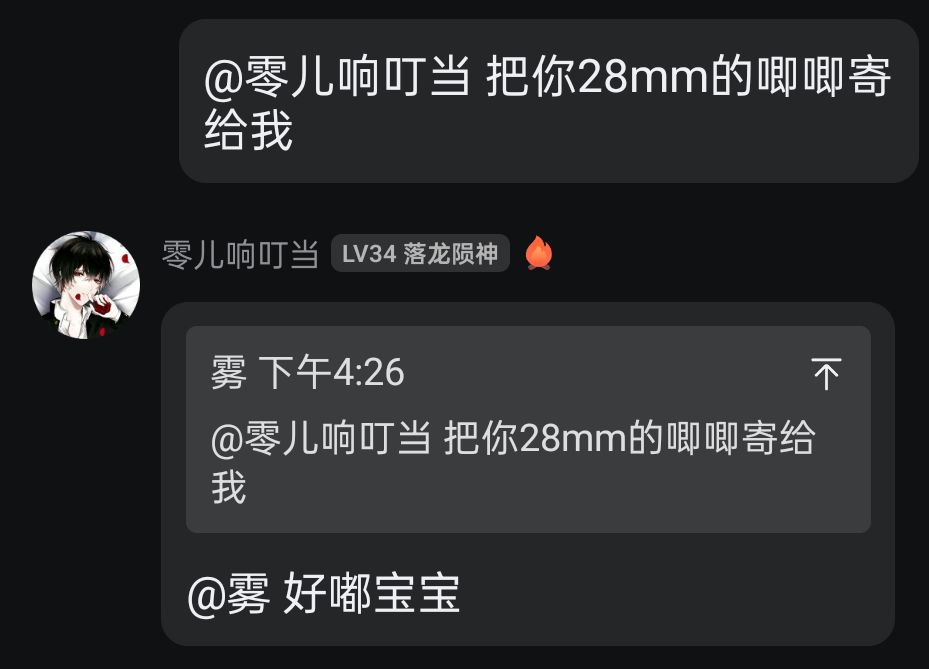 @零儿响叮当 把你28mm的唧唧寄
给我
零儿响叮当 LV34 落龙陨神
雾 下午4:26
@零儿响叮当 把你28mm的唧唧寄给
我
@雾 好嘟宝宝